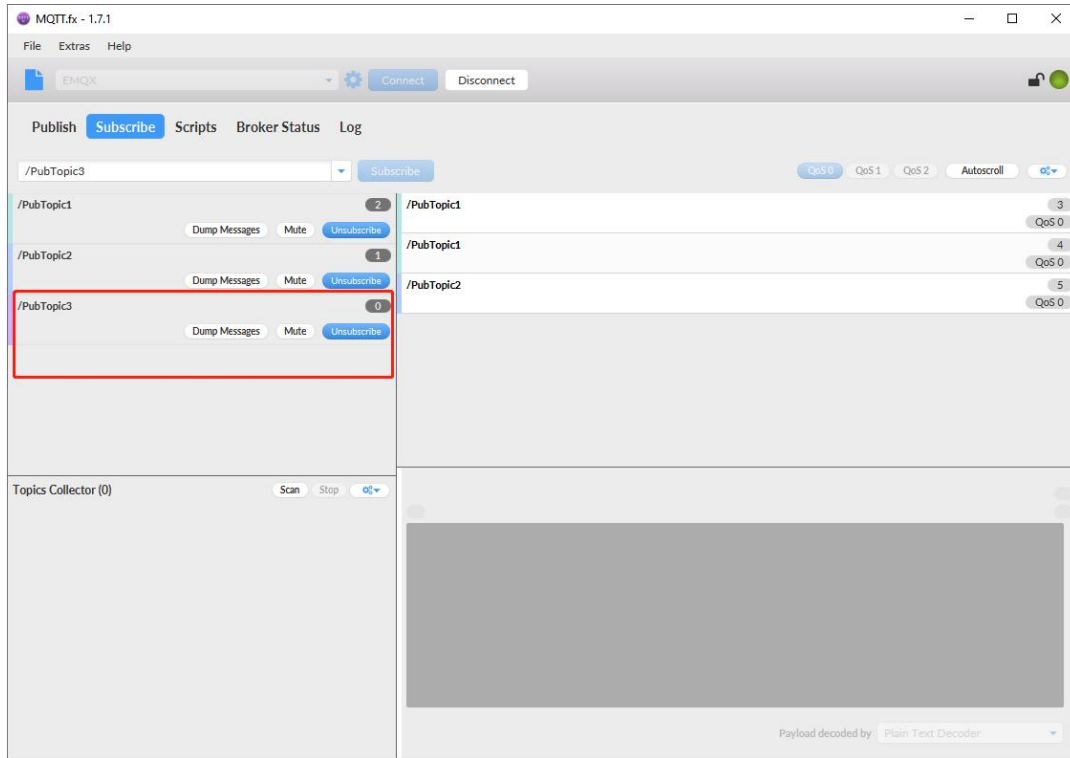 MQTT.fx - 1.7.1
File Extras Help
EMQX Connect Disconnect
Publish Subscribe Scripts Broker Status Log
/PubTopic3 Subscribe QoS 0 QoS 1 QoS 2 Autoscroll
/PubTopic1 2
Dump Messages Mute Unsubscribe
/PubTopic2 1
Dump Messages Mute Unsubscribe
/PubTopic3 0
Dump Messages Mute Unsubscribe
/PubTopic1 3
QoS 0
/PubTopic1 4
QoS 0
/PubTopic2 5
QoS 0
Topics Collector (0) Scan Stop
Payload decoded by Plain Text Decoder